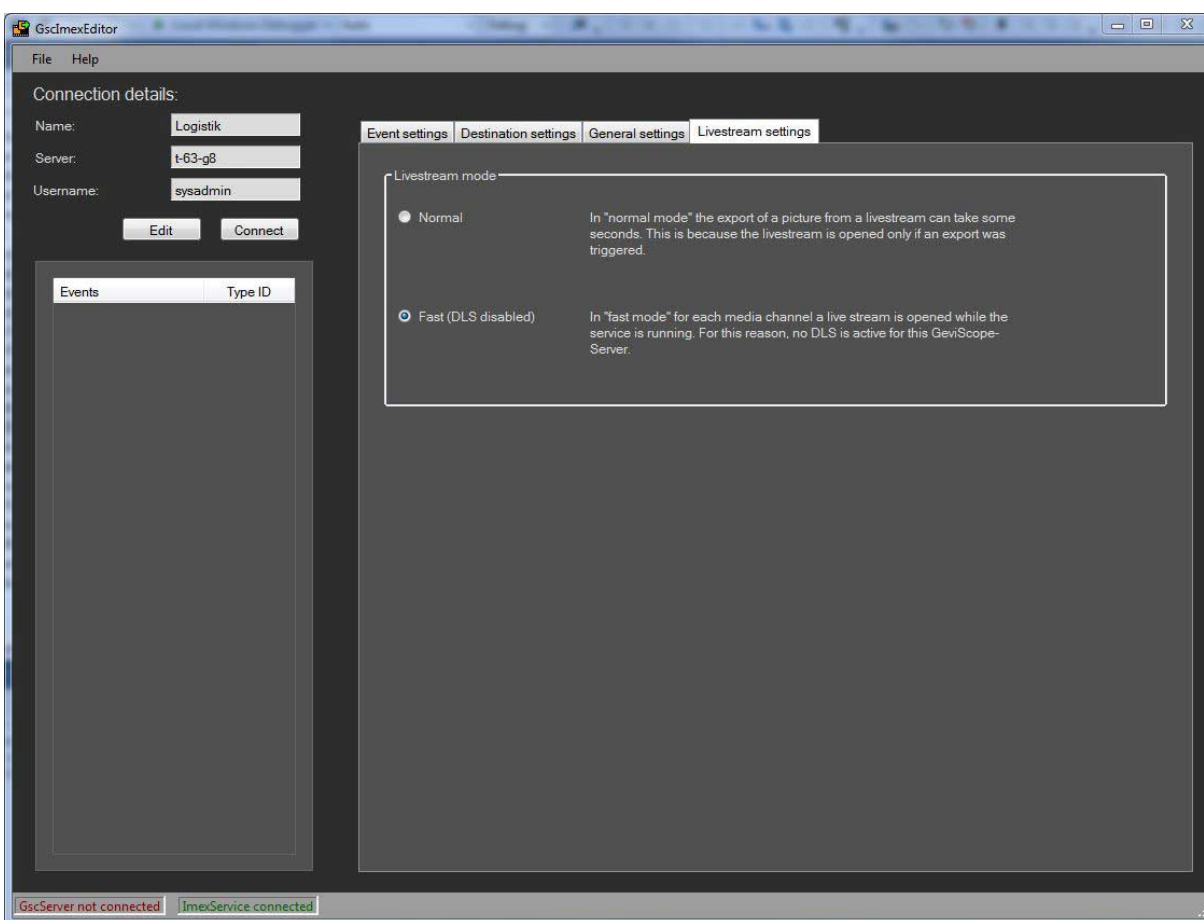 GscImexEditor
File Help
Connection details:
Name: Logistik
Server: t-63-g8
Username: sysadmin
Edit Connect
Events Type ID
Event settings Destination settings General settings Livestream settings
Livestream mode
Normal
In "normal mode" the export of a picture from a livestream can take some
seconds. This is because the livestream is opened only if an export was
triggered.
Fast (DLS disabled)
In "fast mode" for each media channel a live stream is opened while the
service is running. For this reason, no DLS is active for this GeviScope-
Server.
GscServer not connected ImexService connected